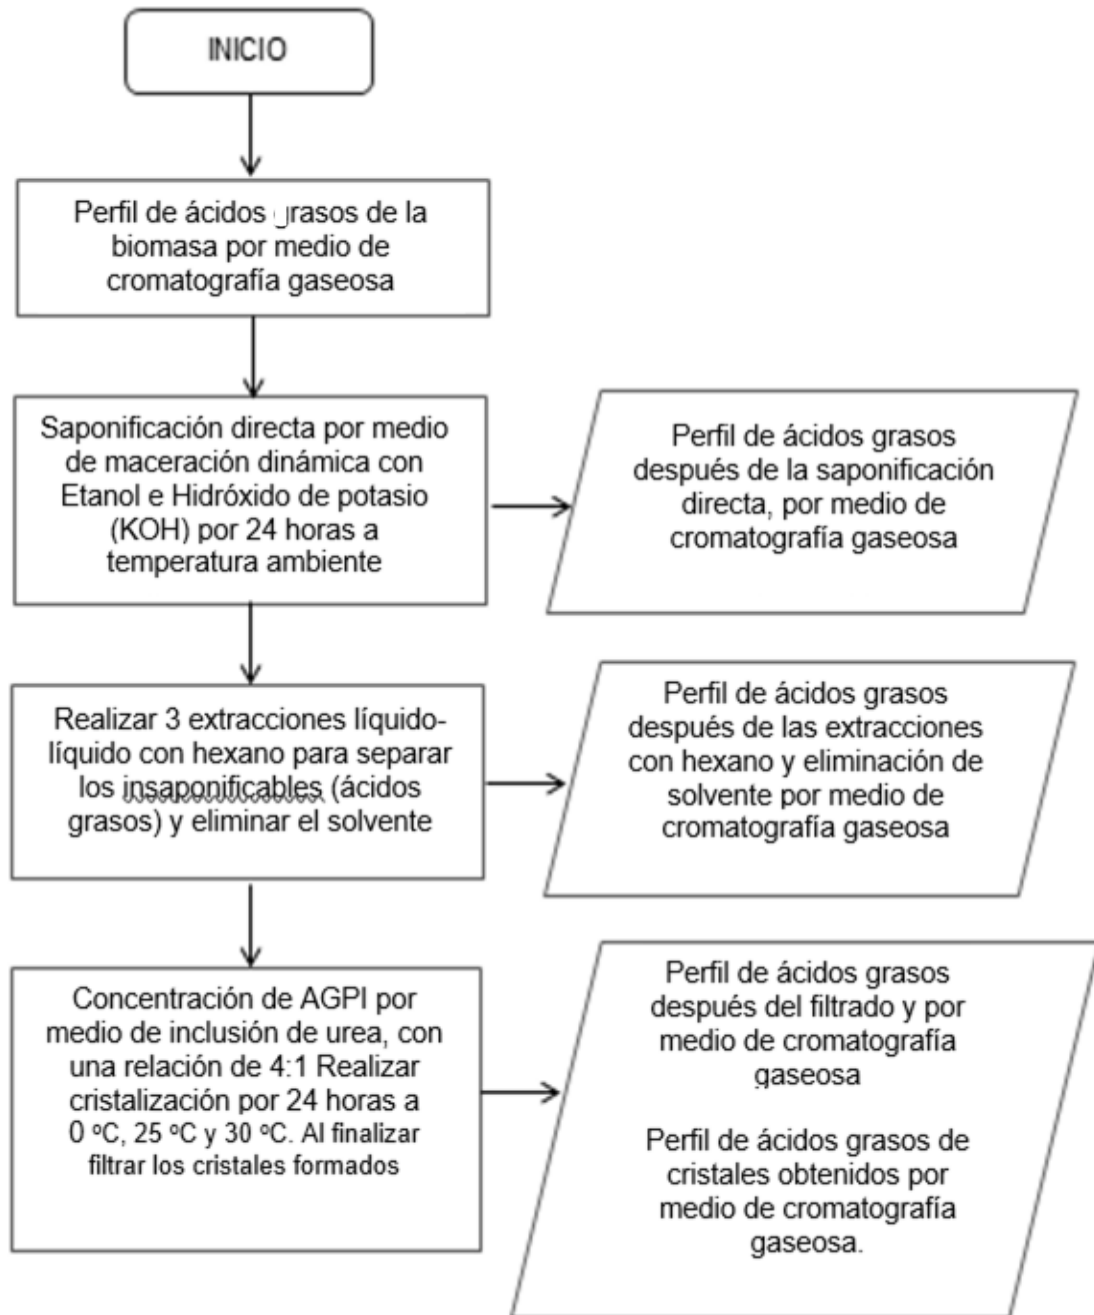 INICIO
Perfil de ácidos grasos de la
biomasa por medio de
cromatografía gaseosa
Saponificación directa por medio
de maceración dinámica con
Etanol e Hidróxido de potasio
(KOH) por 24 horas a
temperatura ambiente
Perfil de ácidos grasos
después de la saponificación
directa, por medio de
cromatografía gaseosa
Realizar 3 extracciones líquido-
líquido con hexano para separar
los insaponificables (ácidos
grasos) y eliminar el solvente
Perfil de ácidos grasos
después de las extracciones
con hexano y eliminación de
solvente por medio de
cromatografía gaseosa
Concentración de AGPI por
medio de inclusión de urea, con
una relación de 4:1 Realizar
cristalización por 24 horas a
0 ºC, 25 ºC y 30 ºC. Al finalizar
filtrar los cristales formados
Perfil de ácidos grasos
después del filtrado y por
medio de cromatografía
gaseosa
Perfil de ácidos grasos de
cristales obtenidos por
medio de cromatografía
gaseosa.